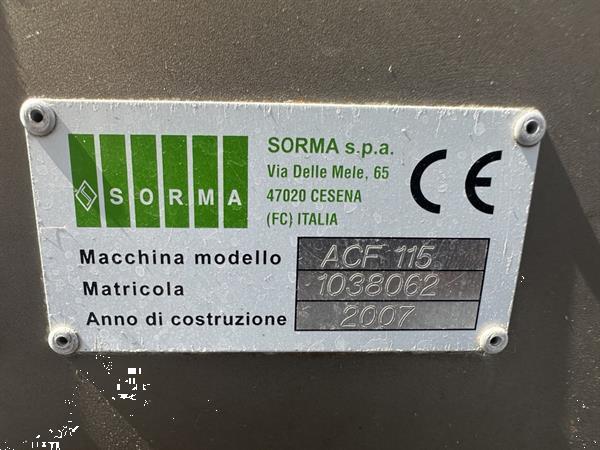 SORMA
SORMA s.p.a.
Via Delle Mele, 65
47020 CESENA
(FC) ITALIA
CE
Macchina modello ACF 115
Matricola 1038062
Anno di costruzione 2007